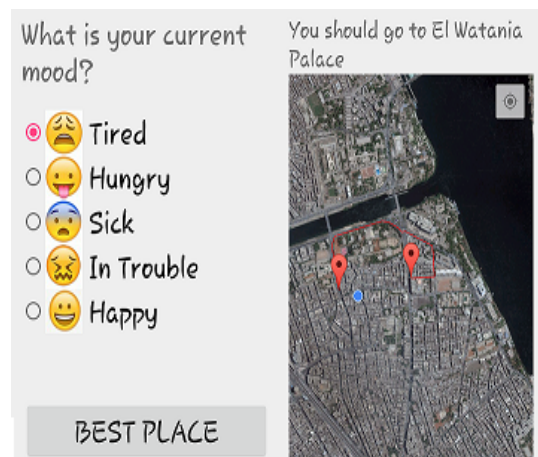 What is your current
mood?
Tired
Hungry
Sick
In Trouble
Happy
BEST PLACE
You should go to El Watania
Palace